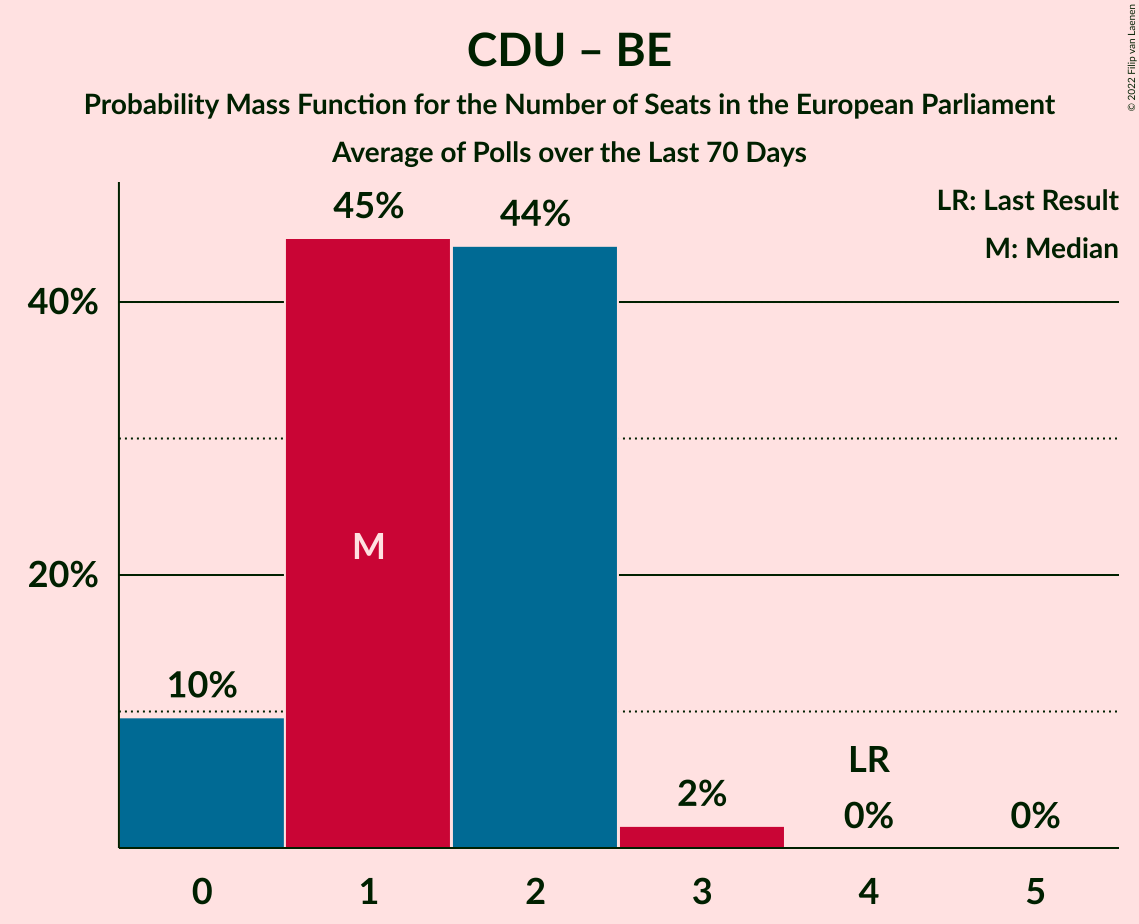 CDU – BE
Probability Mass Function for the Number of Seats in the European Parliament
Average of Polls over the Last 70 Days
© 2022 Filip van Laenen
LR: Last Result
M: Median
45%
44%
40%
M
20%
10%
LR
2%
0%
0%
0
1
2
3
4
5